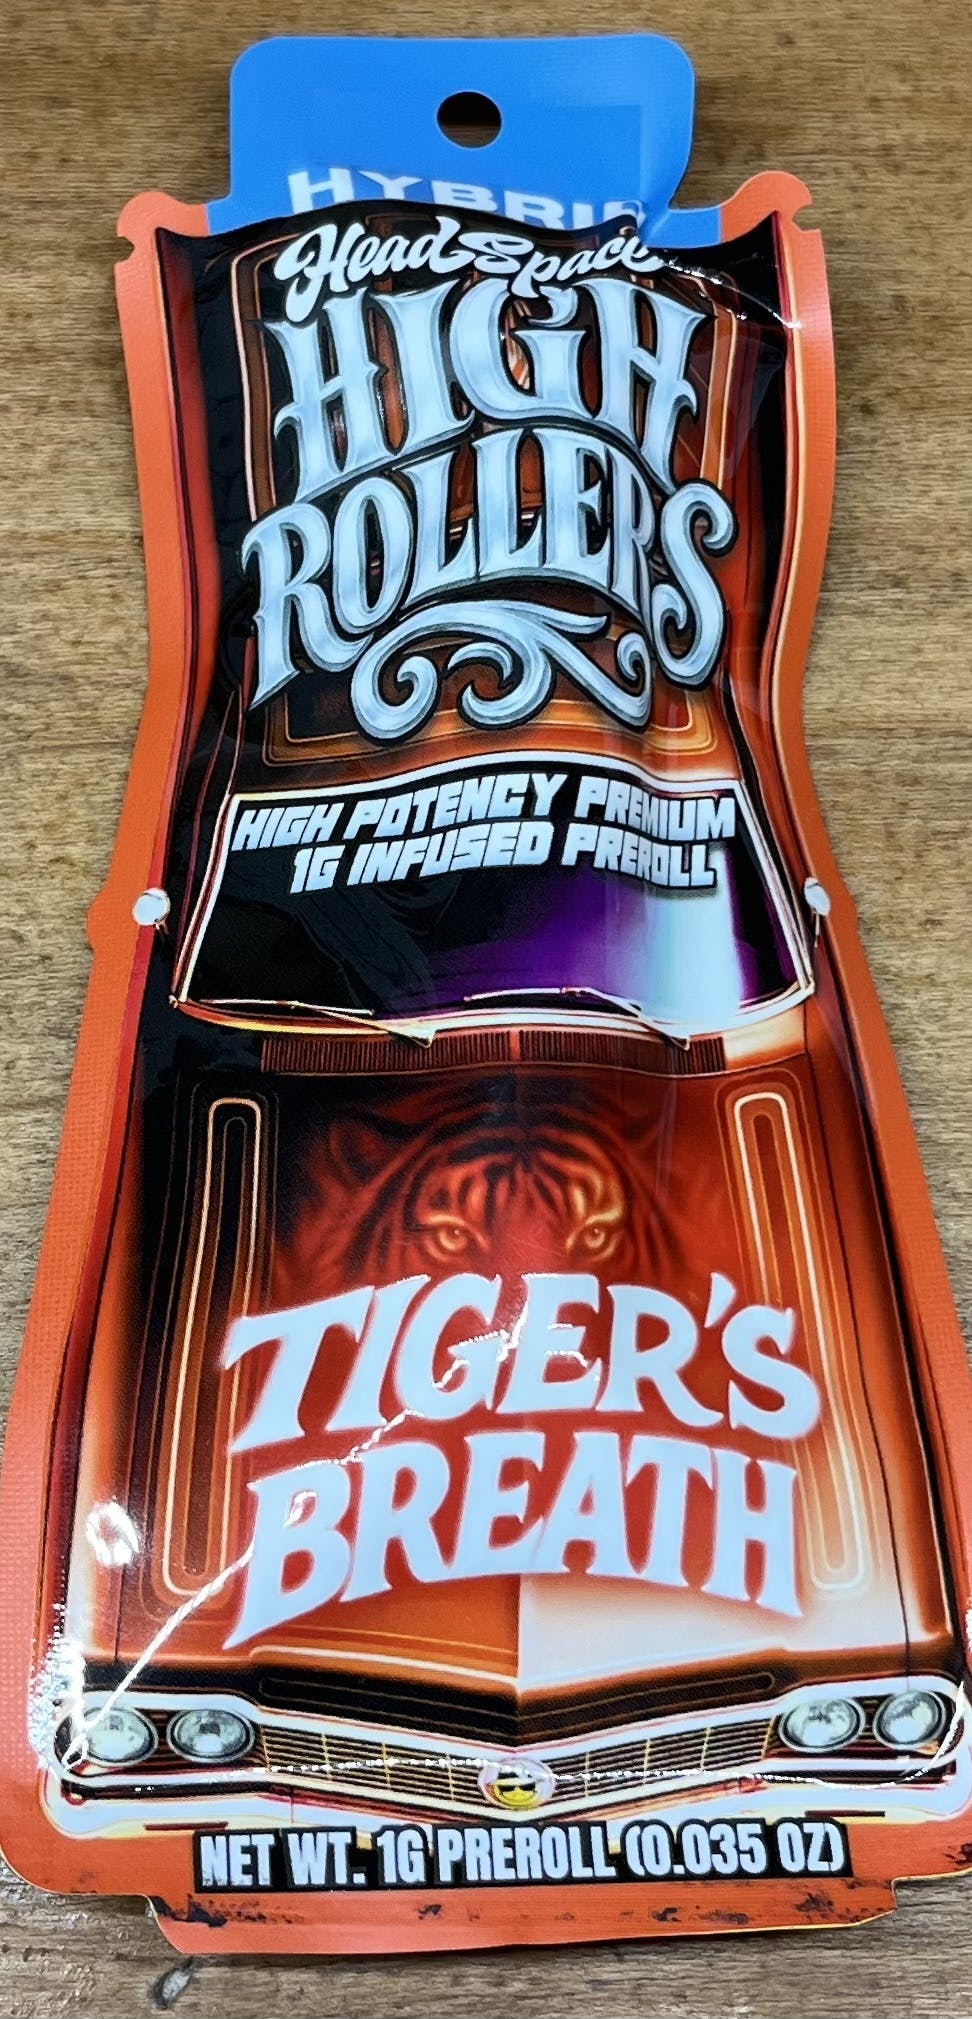 HYBRID
HeadSpace
HIGH
ROLLERS
HIGH POTENCY PREMIUM
1G INFUSED PREROLL
TIGER'S
BREATH
NET WT. 1G PREROLL (0.035 OZ)